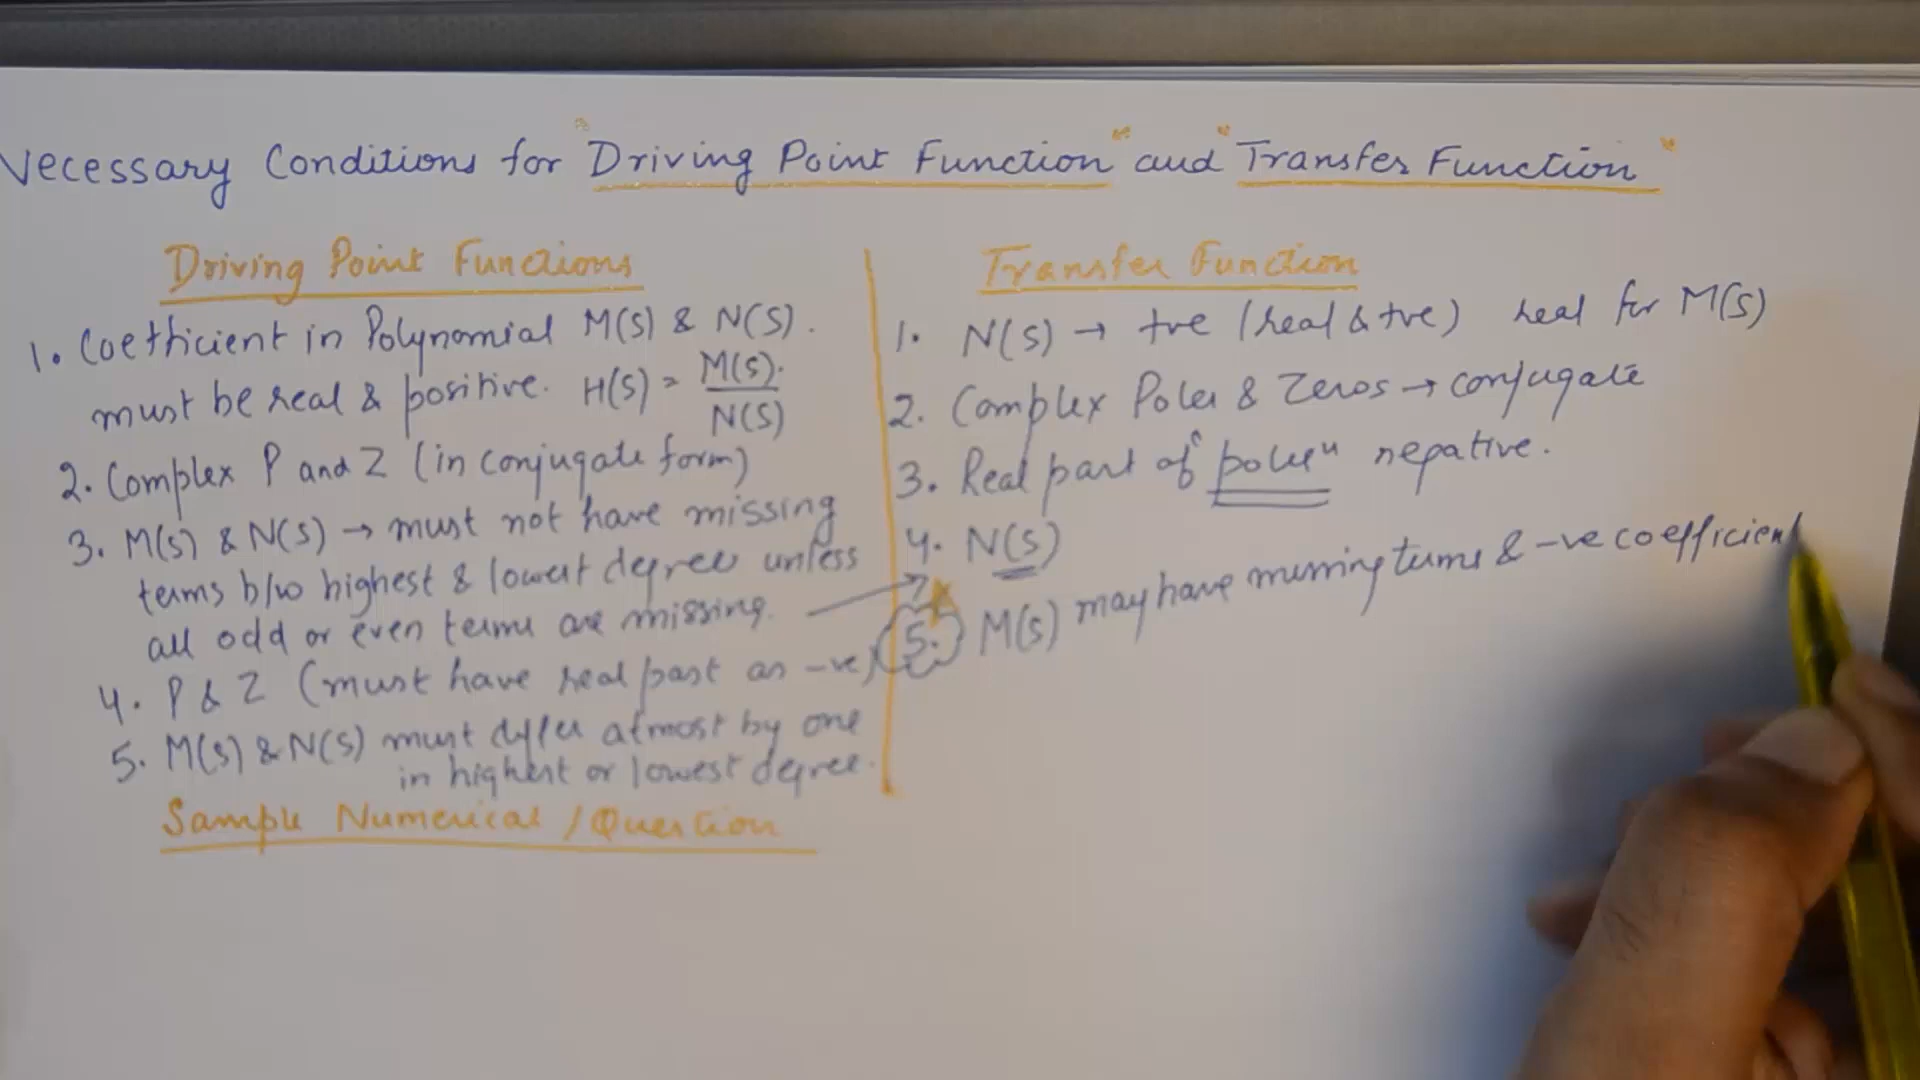 Necessary Conditions for "Driving Point Function" and "Transfer Function"
Driving Point Functions
1. Coefficient in Polynomial M(S) & N(S).
must be real & positive. H(S) = M(S). / N(S)
2. Complex P and Z (in conjugate form)
3. M(S) & N(S) → must not have missing
terms b/w highest & lowest degree unless
all odd or even terms are missing.
4. P & Z (must have real part as -ve)
5. M(S) & N(S) must differ atmost by one
in highest or lowest degree.
Sample Numerical / Question
Transfer Function
1. N(S) → +ve (real & +ve) real for M(S)
2. Complex Poles & Zeros → conjugate
3. Real part of "poles" negative.
4. N(S)
5. M(S) may have missing terms & -ve coefficient